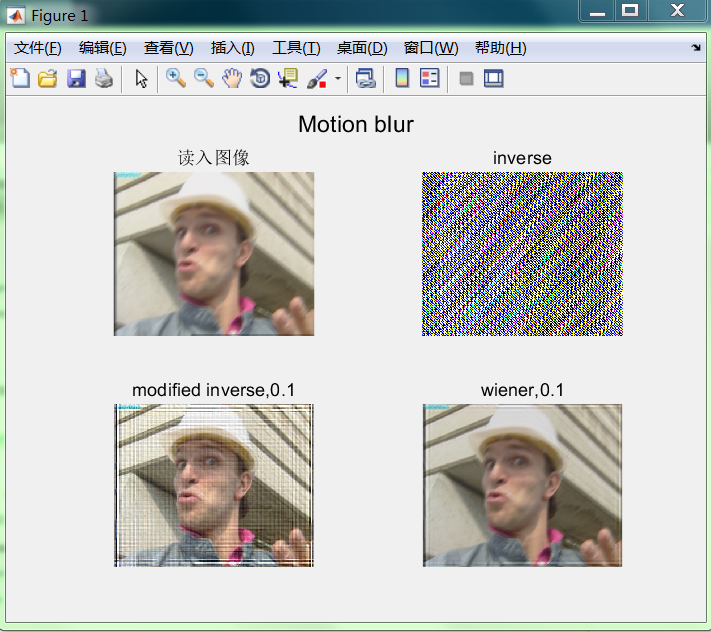 Figure 1
文件(F) 编辑(E) 查看(V) 插入(I) 工具(T) 桌面(D) 窗口(W) 帮助(H)
Motion blur
读入图像 inverse
modified inverse,0.1 wiener,0.1